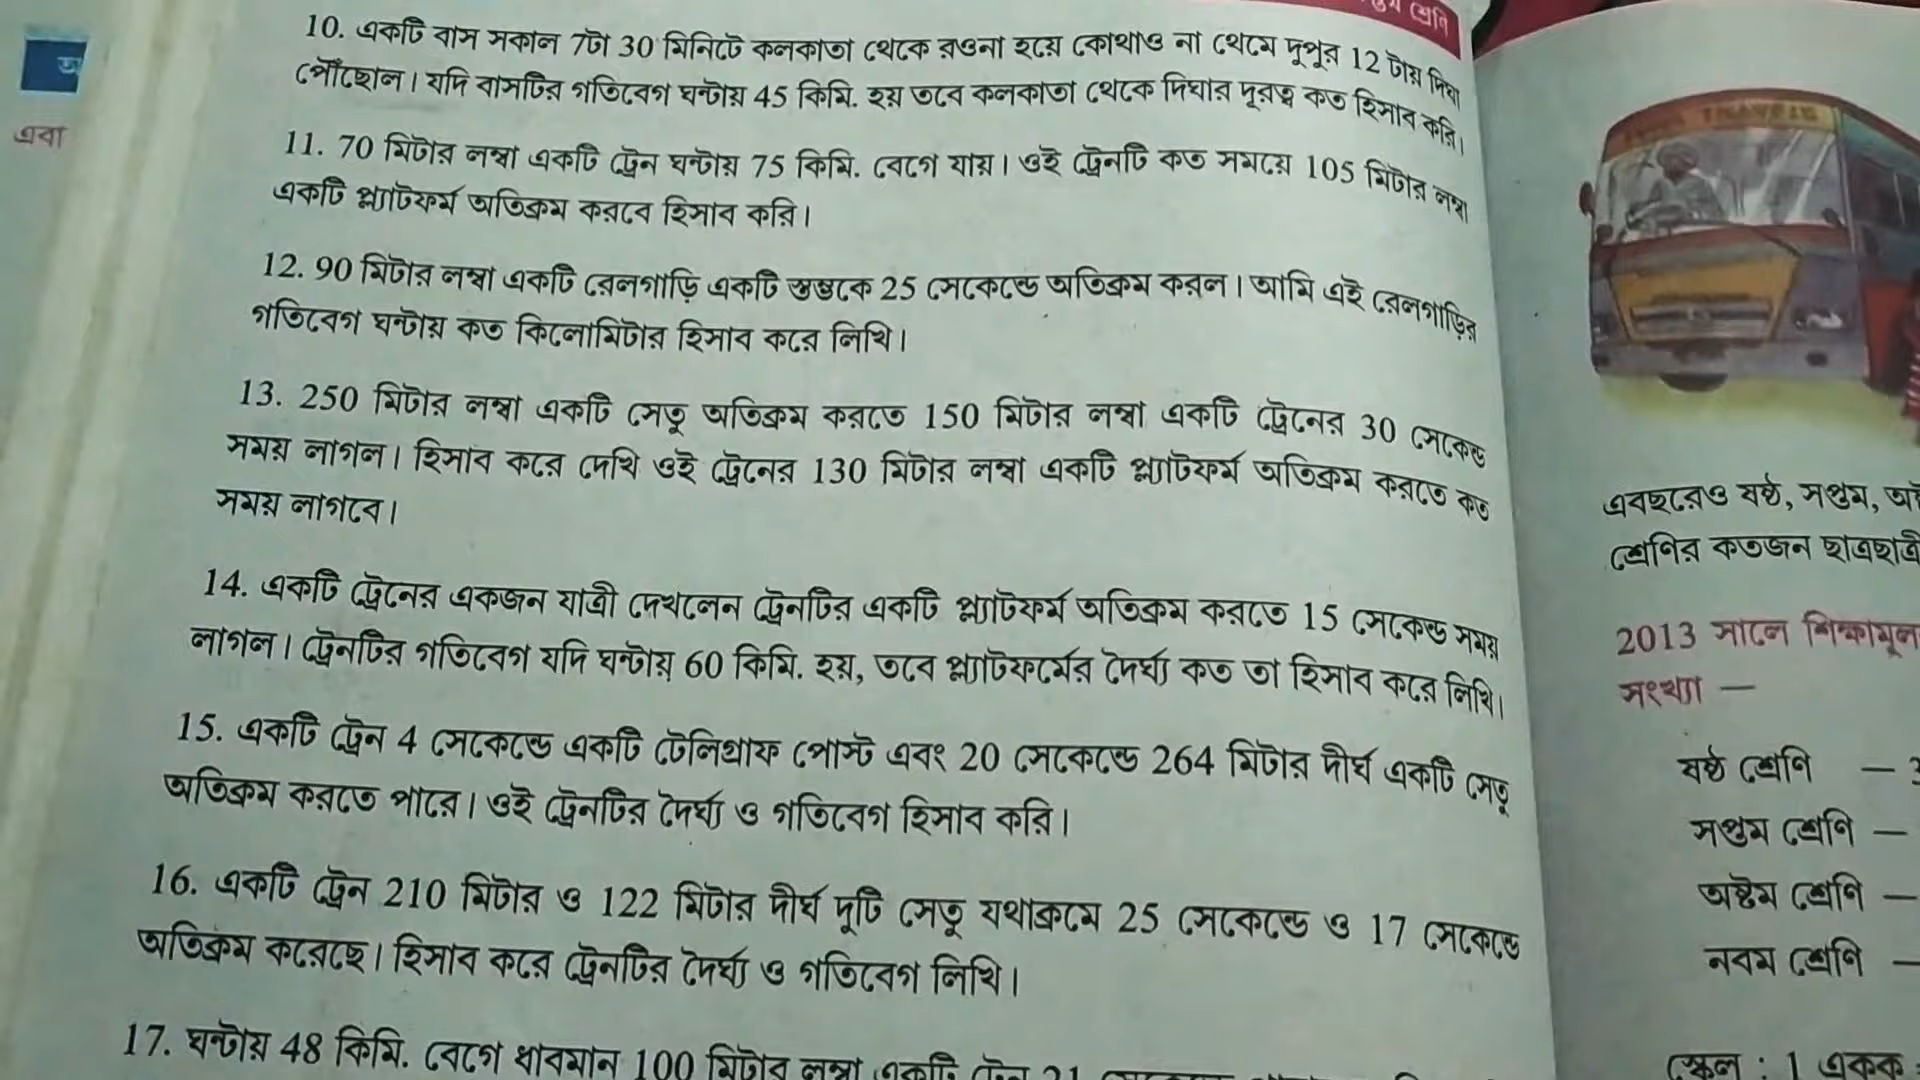 প্তম শ্রেণি
10. একটি বাস সকাল 7টা 30 মিনিটে কলকাতা থেকে রওনা হয়ে কোথাও না থেমে দুপুর 12 টায় দিঘা
পৌঁছোল। যদি বাসটির গতিবেগ ঘন্টায় 45 কিমি. হয় তবে কলকাতা থেকে দিঘার দূরত্ব কত হিসাব করি।
11. 70 মিটার লম্বা একটি ট্রেন ঘন্টায় 75 কিমি. বেগে যায়। ওই ট্রেনটি কত সময়ে 105 মিটার লম্বা
একটি প্ল্যাটফর্ম অতিক্রম করবে হিসাব করি।
12. 90 মিটার লম্বা একটি রেলগাড়ি একটি স্তম্ভকে 25 সেকেন্ডে অতিক্রম করল। আমি এই রেলগাড়ির
গতিবেগ ঘন্টায় কত কিলোমিটার হিসাব করে লিখি।
13. 250 মিটার লম্বা একটি সেতু অতিক্রম করতে 150 মিটার লম্বা একটি ট্রেনের 30 সেকেন্ড
সময় লাগল। হিসাব করে দেখি ওই ট্রেনের 130 মিটার লম্বা একটি প্ল্যাটফর্ম অতিক্রম করতে কত
সময় লাগবে।
14. একটি ট্রেনের একজন যাত্রী দেখলেন ট্রেনটির একটি প্ল্যাটফর্ম অতিক্রম করতে 15 সেকেন্ড সময়
লাগল। ট্রেনটির গতিবেগ যদি ঘন্টায় 60 কিমি. হয়, তবে প্ল্যাটফর্মের দৈর্ঘ্য কত তা হিসাব করে লিখি।
15. একটি ট্রেন 4 সেকেন্ডে একটি টেলিগ্রাফ পোস্ট এবং 20 সেকেন্ডে 264 মিটার দীর্ঘ একটি সেতু
অতিক্রম করতে পারে। ওই ট্রেনটির দৈর্ঘ্য ও গতিবেগ হিসাব করি।
16. একটি ট্রেন 210 মিটার ও 122 মিটার দীর্ঘ দুটি সেতু যথাক্রমে 25 সেকেন্ডে ও 17 সেকেন্ডে
অতিক্রম করেছে। হিসাব করে ট্রেনটির দৈর্ঘ্য ও গতিবেগ লিখি।
17. ঘন্টায় 48 কিমি. বেগে ধাবমান 100 মিটার লম্বা একটি ট্রেন 21
এবা
এবছরেও ষষ্ঠ, সপ্তম,
শ্রেণির কতজন ছাত্রছাত্রী
2013 সালে শিক্ষামূল
সংখ্যা —
ষষ্ঠ শ্রেণি —
সপ্তম শ্রেণি —
অষ্টম শ্রেণি —
নবম শ্রেণি —
স্কেল : 1 একক